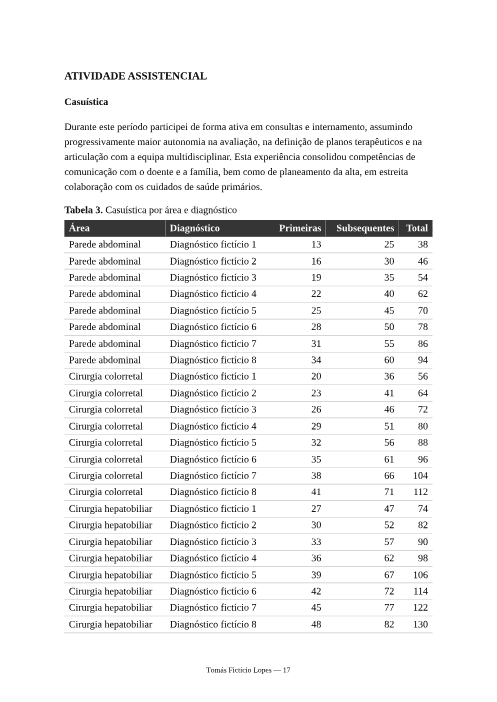 ATIVIDADE ASSISTENCIAL
Casuística
Durante este período participei de forma ativa em consultas e internamento, assumindo
progressivamente maior autonomia na avaliação, na definição de planos terapêuticos e na
articulação com a equipa multidisciplinar. Esta experiência consolidou competências de
comunicação com o doente e a família, bem como de planeamento da alta, em estreita
colaboração com os cuidados de saúde primários.
Tabela 3. Casuística por área e diagnóstico
Área Diagnóstico Primeiras Subsequentes Total
Parede abdominal Diagnóstico fictício 1 13 25 38
Parede abdominal Diagnóstico fictício 2 16 30 46
Parede abdominal Diagnóstico fictício 3 19 35 54
Parede abdominal Diagnóstico fictício 4 22 40 62
Parede abdominal Diagnóstico fictício 5 25 45 70
Parede abdominal Diagnóstico fictício 6 28 50 78
Parede abdominal Diagnóstico fictício 7 31 55 86
Parede abdominal Diagnóstico fictício 8 34 60 94
Cirurgia colorretal Diagnóstico fictício 1 20 36 56
Cirurgia colorretal Diagnóstico fictício 2 23 41 64
Cirurgia colorretal Diagnóstico fictício 3 26 46 72
Cirurgia colorretal Diagnóstico fictício 4 29 51 80
Cirurgia colorretal Diagnóstico fictício 5 32 56 88
Cirurgia colorretal Diagnóstico fictício 6 35 61 96
Cirurgia colorretal Diagnóstico fictício 7 38 66 104
Cirurgia colorretal Diagnóstico fictício 8 41 71 112
Cirurgia hepatobiliar Diagnóstico fictício 1 27 47 74
Cirurgia hepatobiliar Diagnóstico fictício 2 30 52 82
Cirurgia hepatobiliar Diagnóstico fictício 3 33 57 90
Cirurgia hepatobiliar Diagnóstico fictício 4 36 62 98
Cirurgia hepatobiliar Diagnóstico fictício 5 39 67 106
Cirurgia hepatobiliar Diagnóstico fictício 6 42 72 114
Cirurgia hepatobiliar Diagnóstico fictício 7 45 77 122
Cirurgia hepatobiliar Diagnóstico fictício 8 48 82 130
Tomás Fictício Lopes — 17